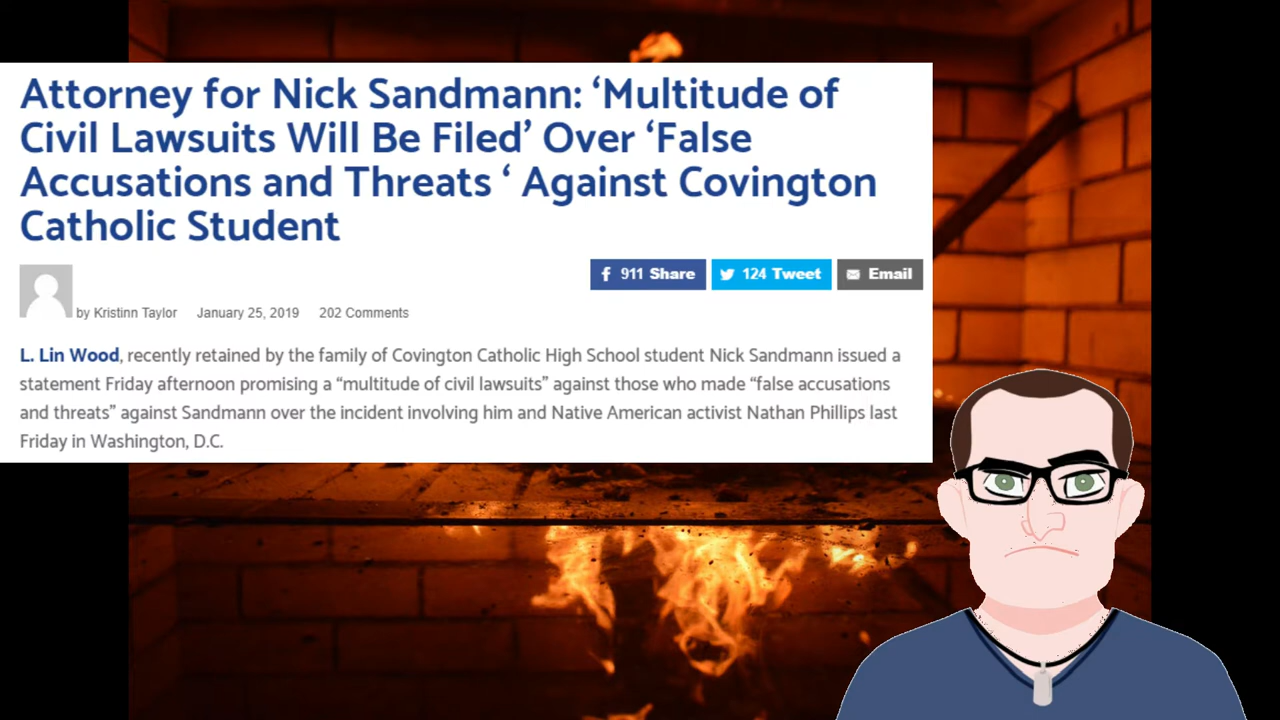 Attorney for Nick Sandmann: ‘Multitude of
Civil Lawsuits Will Be Filed’ Over ‘False
Accusations and Threats ‘ Against Covington
Catholic Student
911 Share
124 Tweet
Email
by Kristinn Taylor January 25, 2019 202 Comments
L. Lin Wood, recently retained by the family of Covington Catholic High School student Nick Sandmann issued a
statement Friday afternoon promising a “multitude of civil lawsuits” against those who made “false accusations
and threats” against Sandmann over the incident involving him and Native American activist Nathan Phillips last
Friday in Washington, D.C.